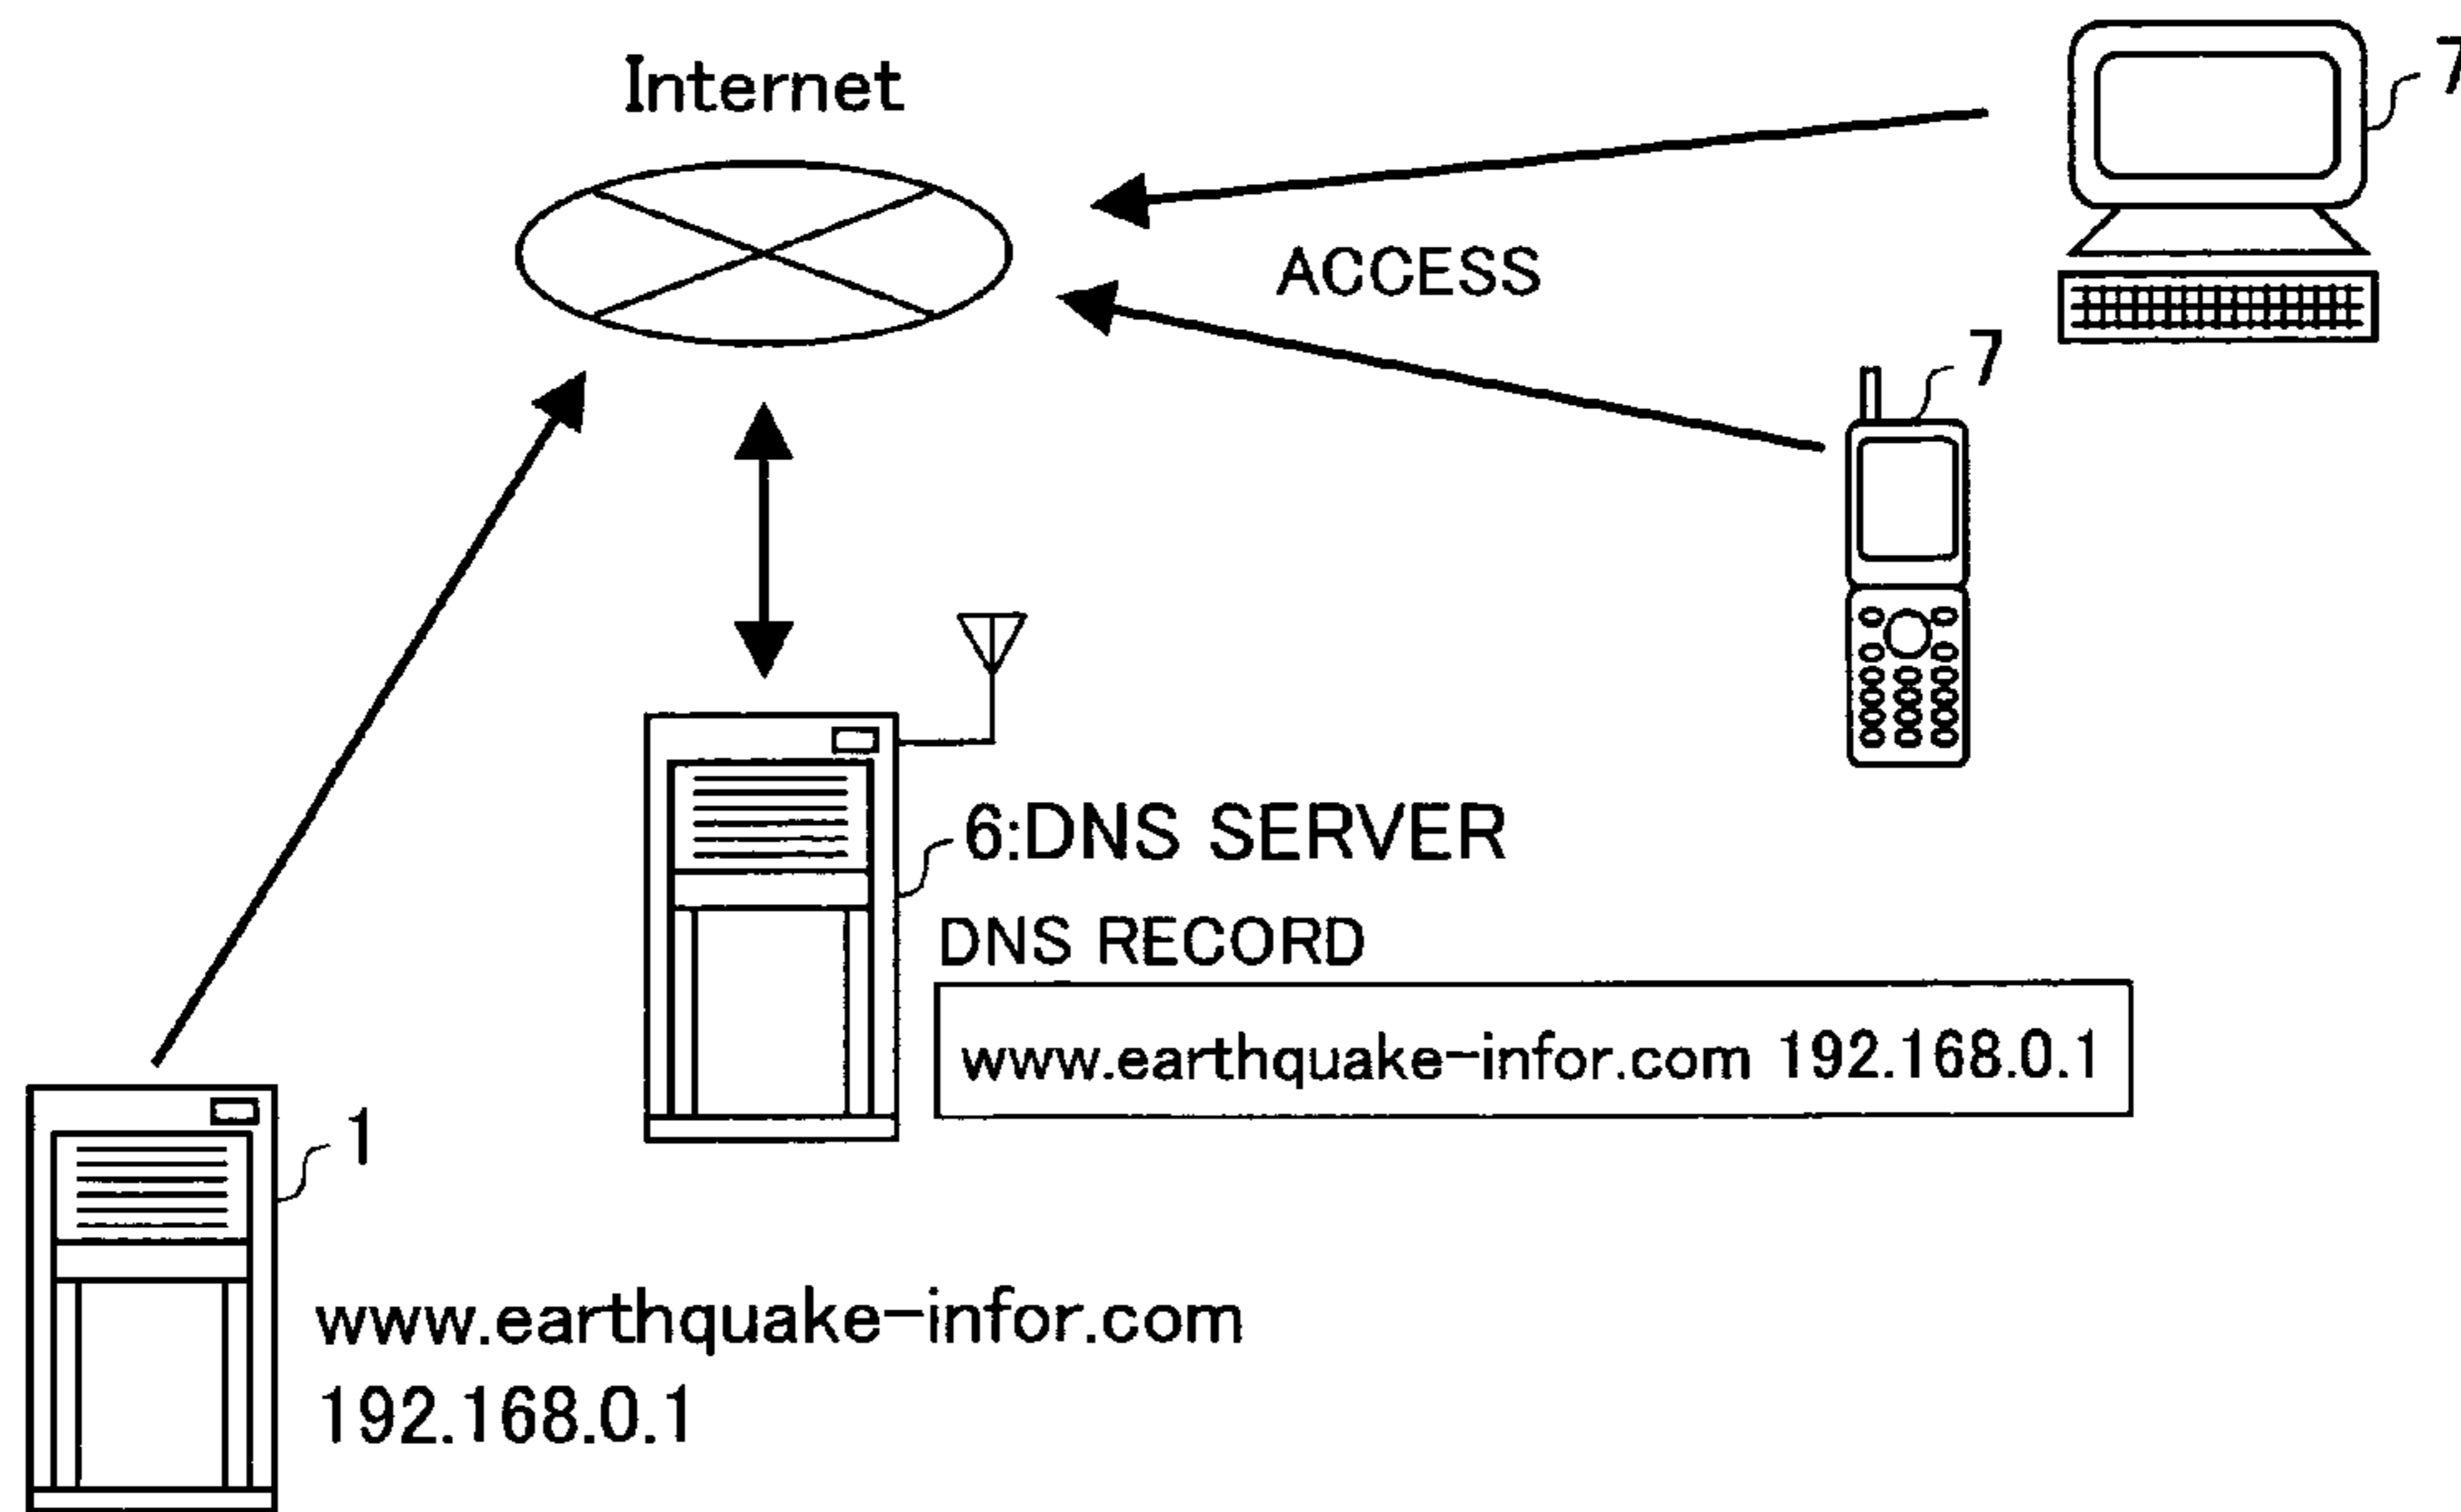 Internet
7
ACCESS
7
6:DNS SERVER
DNS RECORD
www.earthquake-infor.com 192.168.0.1
1
www.earthquake-infor.com
192.168.0.1